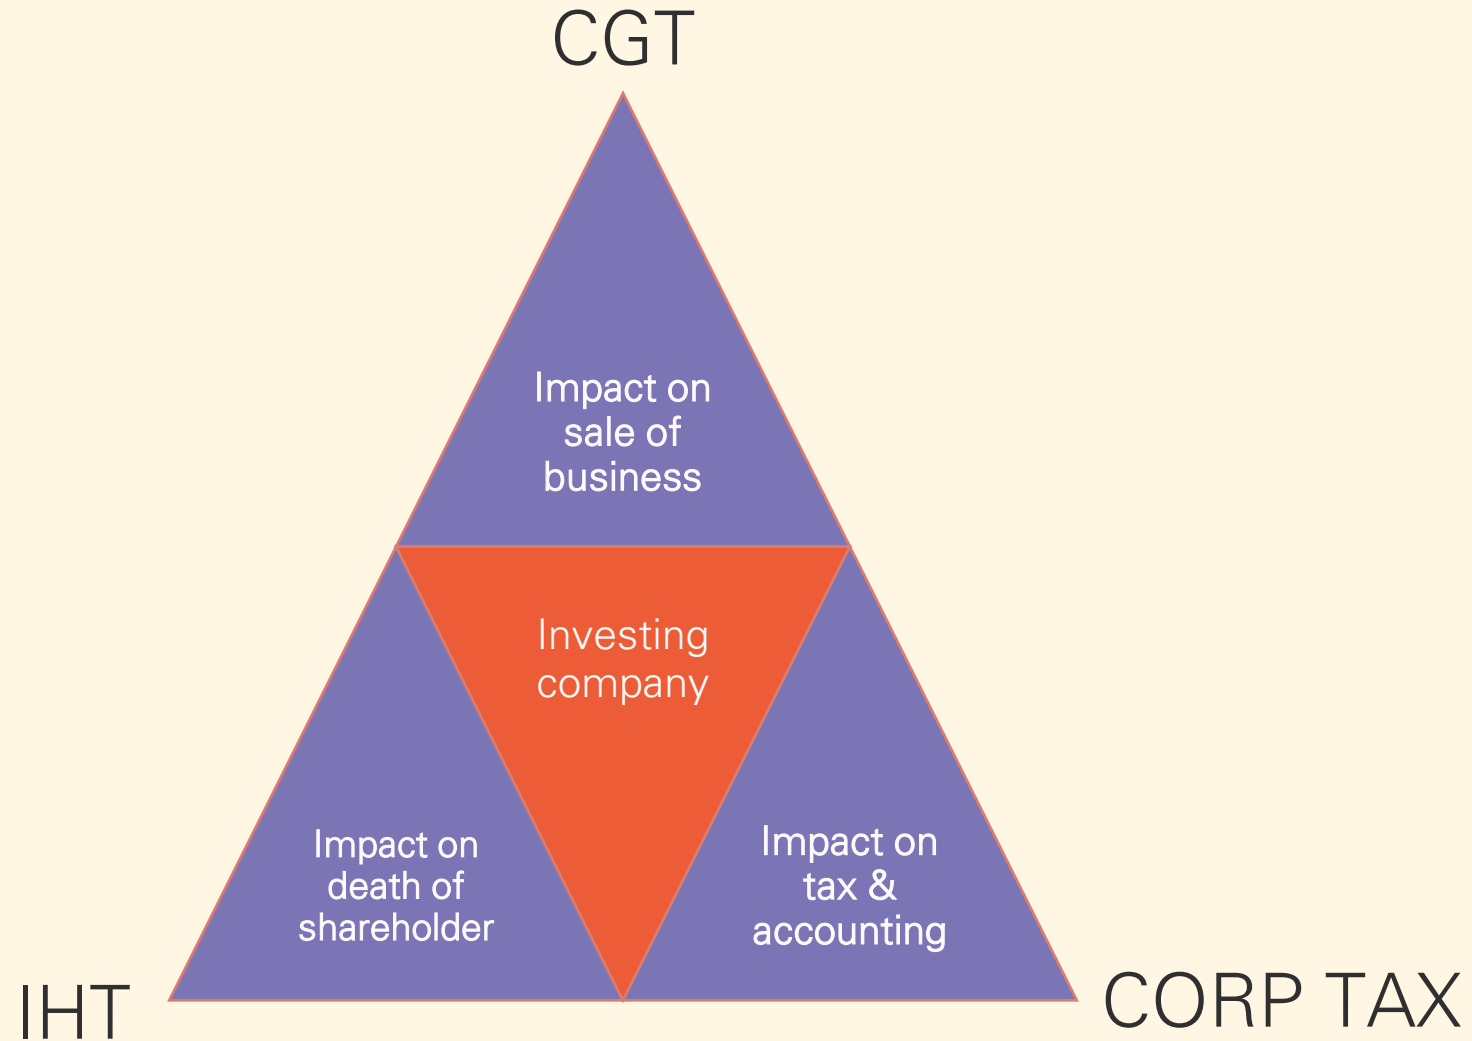 CGT
Impact on
sale of
business
Investing
company
Impact on
death of
shareholder
Impact on
tax &
accounting
IHT
CORP TAX